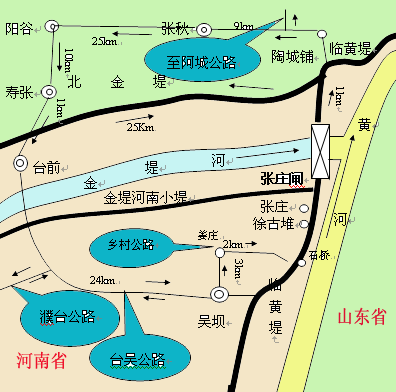 阳谷
张秋
9km
25km
陶城铺
临黄堤
至阿城公路
10km
寿张
北金堤
1km
1km
25Km
黄
台前
金堤河
张庄闸
金堤河南小堤
张庄
徐古堆
河
乡村公路
娄庄
2km
石桥
3km
24km
临黄堤
吴坝
濮台公路
台吴公路
山东省
河南省